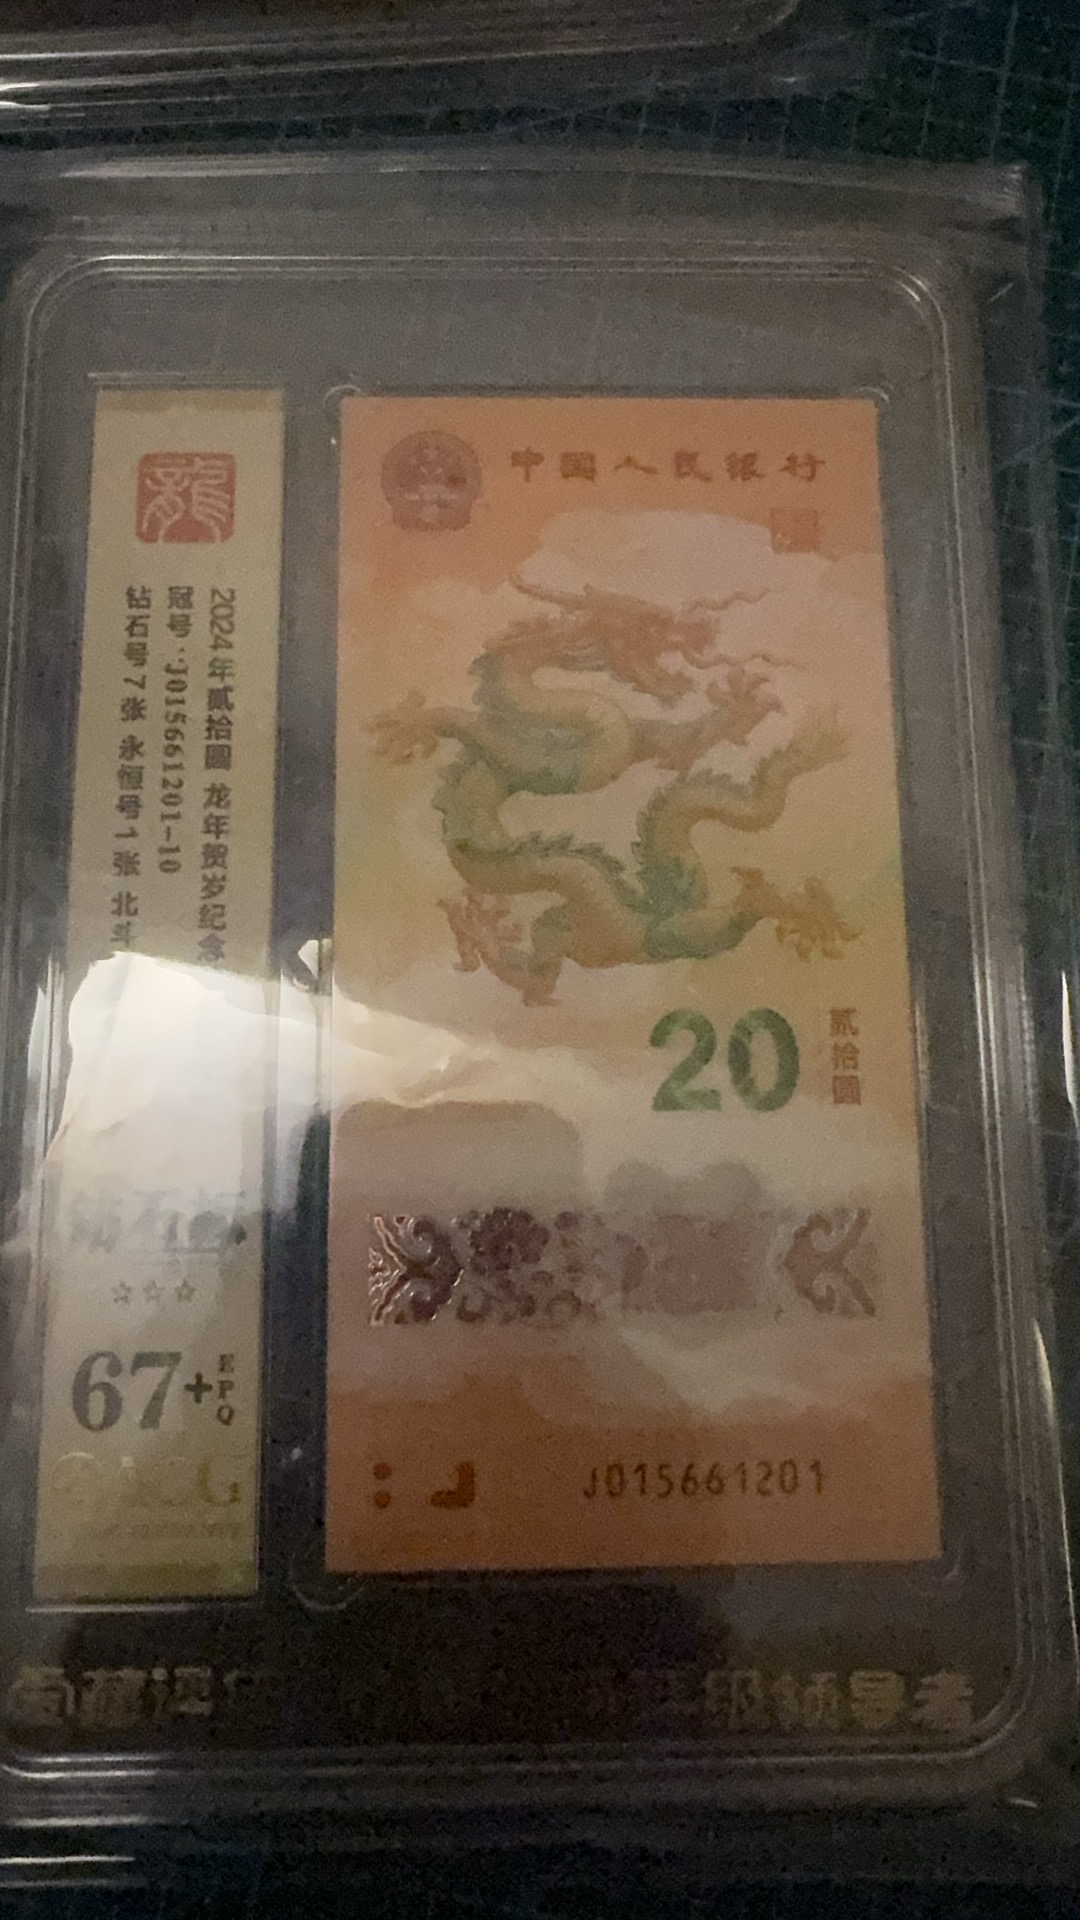 龍
2024年贰拾圆 龙年贺岁纪念
冠号:J015661201-10
钻石号7张 永恒号1张 北斗
☆☆☆
67+
EPQ
ACG
中国人民银行
20
贰拾圆
J015661201